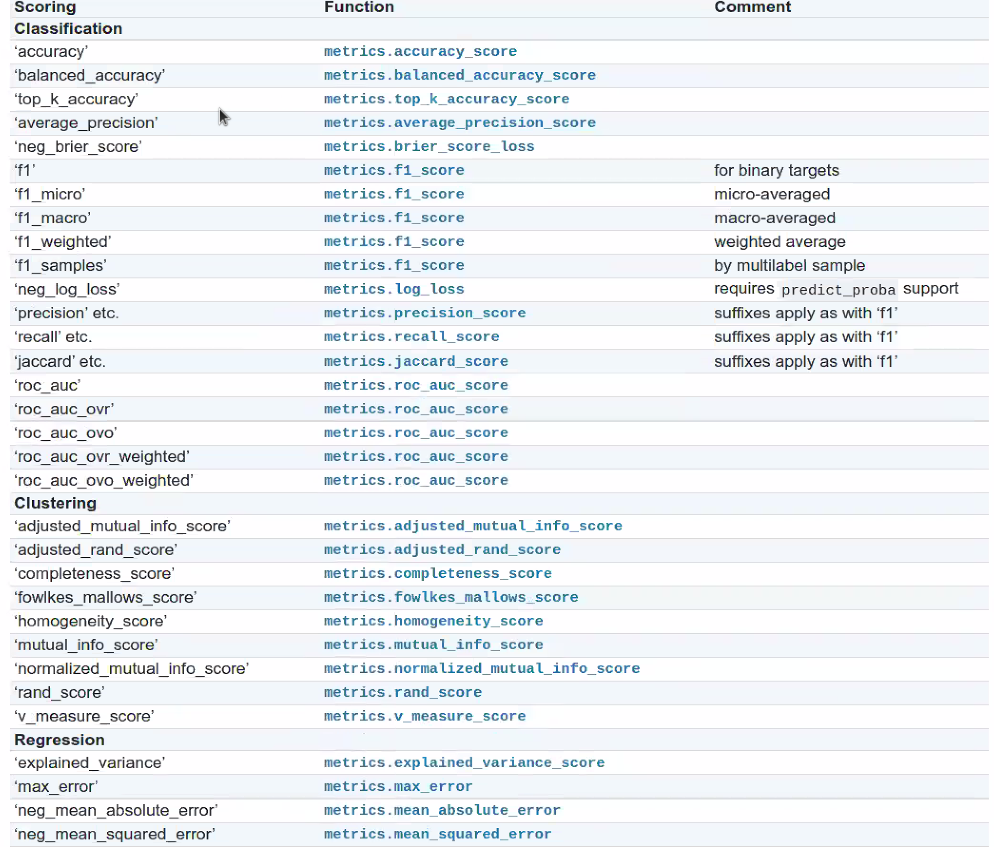 Scoring Function Comment
Classification
‘accuracy’ metrics.accuracy_score
‘balanced_accuracy’ metrics.balanced_accuracy_score
‘top_k_accuracy’ metrics.top_k_accuracy_score
‘average_precision’ metrics.average_precision_score
‘neg_brier_score’ metrics.brier_score_loss
‘f1’ metrics.f1_score for binary targets
‘f1_micro’ metrics.f1_score micro-averaged
‘f1_macro’ metrics.f1_score macro-averaged
‘f1_weighted’ metrics.f1_score weighted average
‘f1_samples’ metrics.f1_score by multilabel sample
‘neg_log_loss’ metrics.log_loss requires predict_proba support
‘precision’ etc. metrics.precision_score suffixes apply as with ‘f1’
‘recall’ etc. metrics.recall_score suffixes apply as with ‘f1’
‘jaccard’ etc. metrics.jaccard_score suffixes apply as with ‘f1’
‘roc_auc’ metrics.roc_auc_score
‘roc_auc_ovr’ metrics.roc_auc_score
‘roc_auc_ovo’ metrics.roc_auc_score
‘roc_auc_ovr_weighted’ metrics.roc_auc_score
‘roc_auc_ovo_weighted’ metrics.roc_auc_score
Clustering
‘adjusted_mutual_info_score’ metrics.adjusted_mutual_info_score
‘adjusted_rand_score’ metrics.adjusted_rand_score
‘completeness_score’ metrics.completeness_score
‘fowlkes_mallows_score’ metrics.fowlkes_mallows_score
‘homogeneity_score’ metrics.homogeneity_score
‘mutual_info_score’ metrics.mutual_info_score
‘normalized_mutual_info_score’ metrics.normalized_mutual_info_score
‘rand_score’ metrics.rand_score
‘v_measure_score’ metrics.v_measure_score
Regression
‘explained_variance’ metrics.explained_variance_score
‘max_error’ metrics.max_error
‘neg_mean_absolute_error’ metrics.mean_absolute_error
‘neg_mean_squared_error’ metrics.mean_squared_error